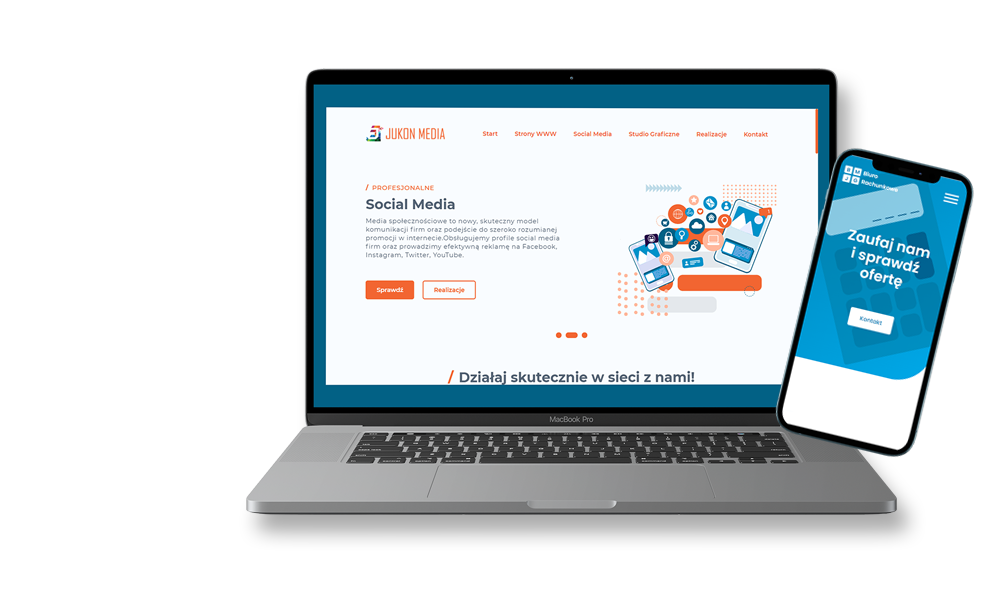 JUKON MEDIA
Start Strony WWW Social Media Studio Graficzne Realizacje Kontakt
/ PROFESJONALNE
Social Media
Media społecznościowe to nowy, skuteczny model
komunikacji firm oraz podejście do szeroko rozumianej
promocji w internecie.Obsługujemy profile social media
firm oraz prowadzimy efektywną reklamę na Facebook,
Instagram, Twitter, YouTube.
Sprawdź Realizacje
/ Działaj skutecznie w sieci z nami!
MacBook Pro
Biuro
Rachunkowe
Zaufaj nam
i sprawdź
ofertę
Kontakt